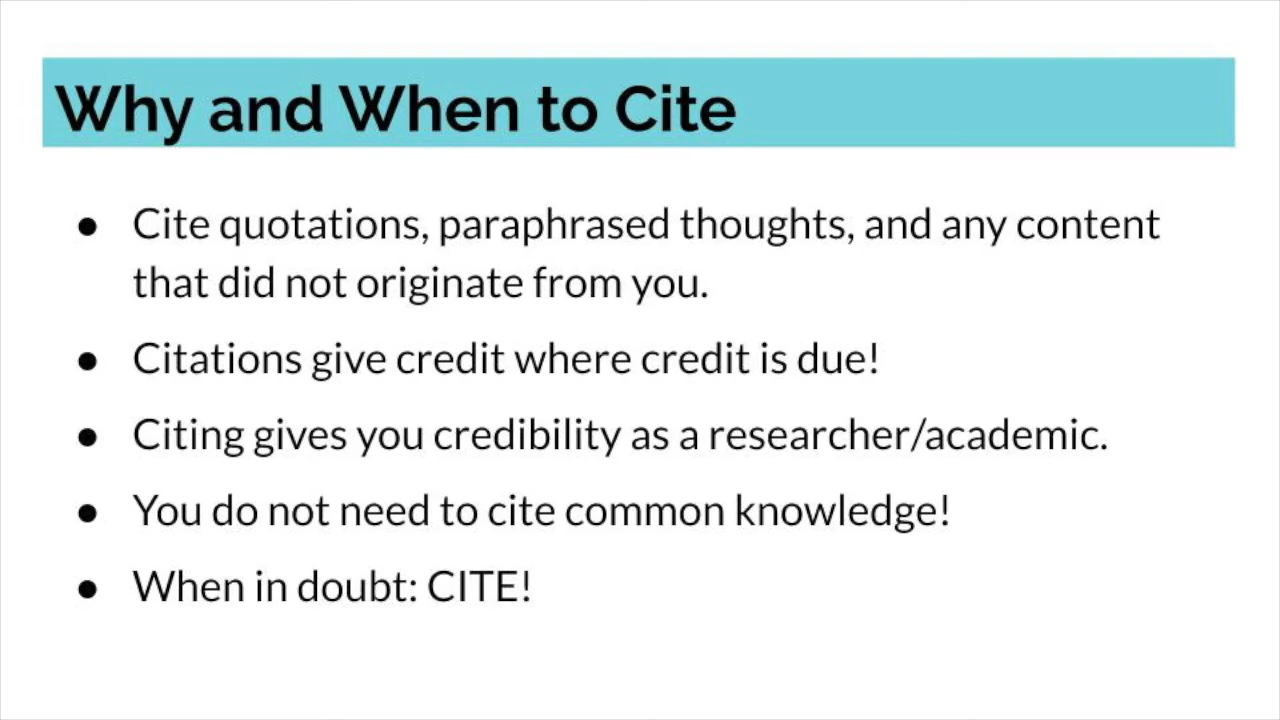 Why and When to Cite
● Cite quotations, paraphrased thoughts, and any content
that did not originate from you.
● Citations give credit where credit is due!
● Citing gives you credibility as a researcher/academic.
● You do not need to cite common knowledge!
● When in doubt: CITE!